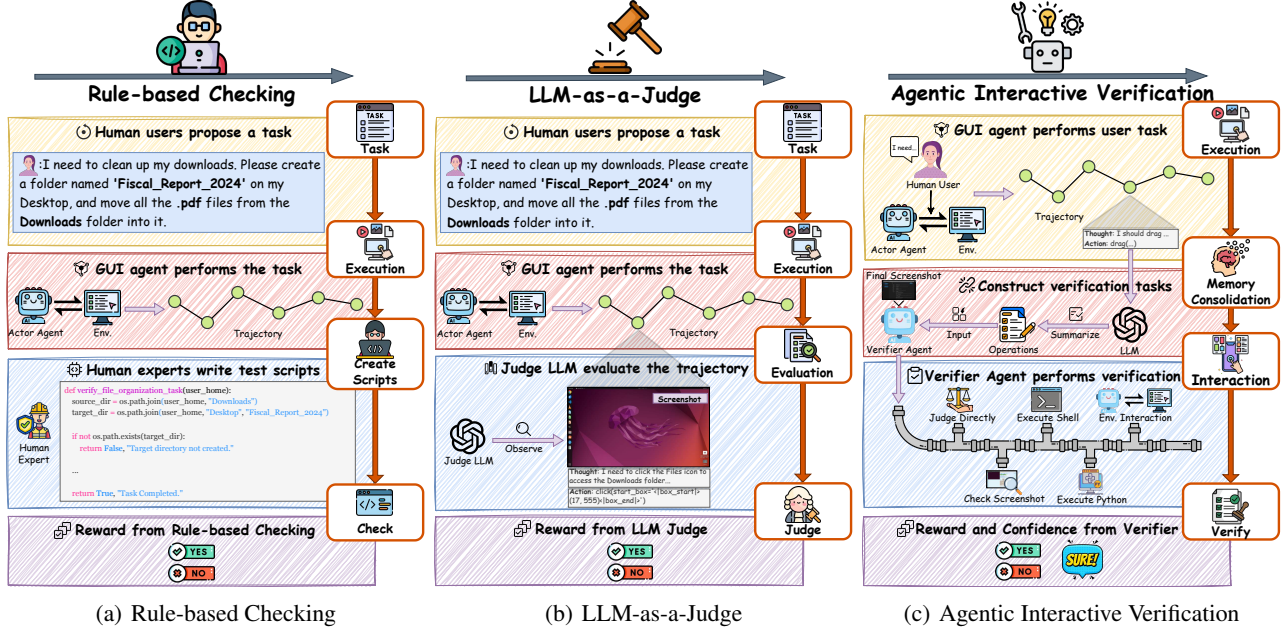 Rule-based Checking
TASK
Task
Human users propose a task
:I need to clean up my downloads. Please create
a folder named 'Fiscal_Report_2024' on my
Desktop, and move all the .pdf files from the
Downloads folder into it.
Execution
GUI agent performs the task
Actor Agent
Env.
Trajectory
Create
Scripts
Human experts write test scripts
def verify_file_organization_task(user_home):
source_dir = os.path.join(user_home, "Downloads")
target_dir = os.path.join(user_home, "Desktop", "Fiscal_Report_2024")
if not os.path.exists(target_dir):
return False, "Target directory not created."
...
return True, "Task Completed."
Human
Expert
Check
Reward from Rule-based Checking
YES
NO
(a) Rule-based Checking
LLM-as-a-Judge
TASK
Task
Human users propose a task
:I need to clean up my downloads. Please create
a folder named 'Fiscal_Report_2024' on my
Desktop, and move all the .pdf files from the
Downloads folder into it.
Execution
GUI agent performs the task
Actor Agent
Env.
Trajectory
Evaluation
Judge LLM evaluate the trajectory
Screenshot
Judge LLM
Observe
Thought: I need to click the Files icon to
access the Downloads folder...
Action: click(start_box='<|box_start|>
(17, 555)<|box_end|>')
Judge
Reward from LLM Judge
YES
NO
(b) LLM-as-a-Judge
Agentic Interactive Verification
Execution
GUI agent performs user task
I need...
Human User
Actor Agent
Env.
Trajectory
Thought: I should drag ...
Action: drag(...)
Memory
Consolidation
Final Screenshot
Construct verification tasks
Verifier Agent
Input
Operations
Summarize
LLM
Interaction
Verifier Agent performs verification
Judge Directly
Execute Shell
Env. Interaction
Check Screenshot
Execute Python
Verify
Reward and Confidence from Verifier
YES
NO
SURE!
(c) Agentic Interactive Verification